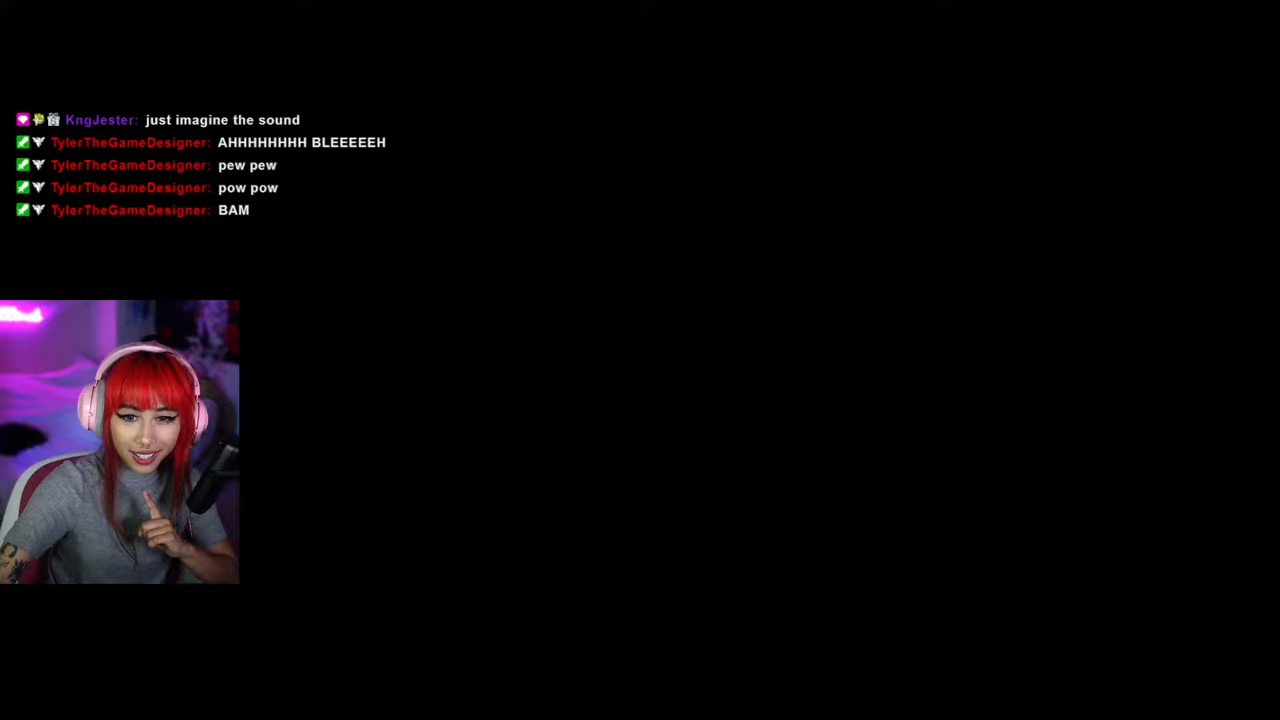 KngJester: just imagine the sound
TylerTheGameDesigner: AHHHHHHHH BLEEEEEH
TylerTheGameDesigner: pew pew
TylerTheGameDesigner: pow pow
TylerTheGameDesigner: BAM